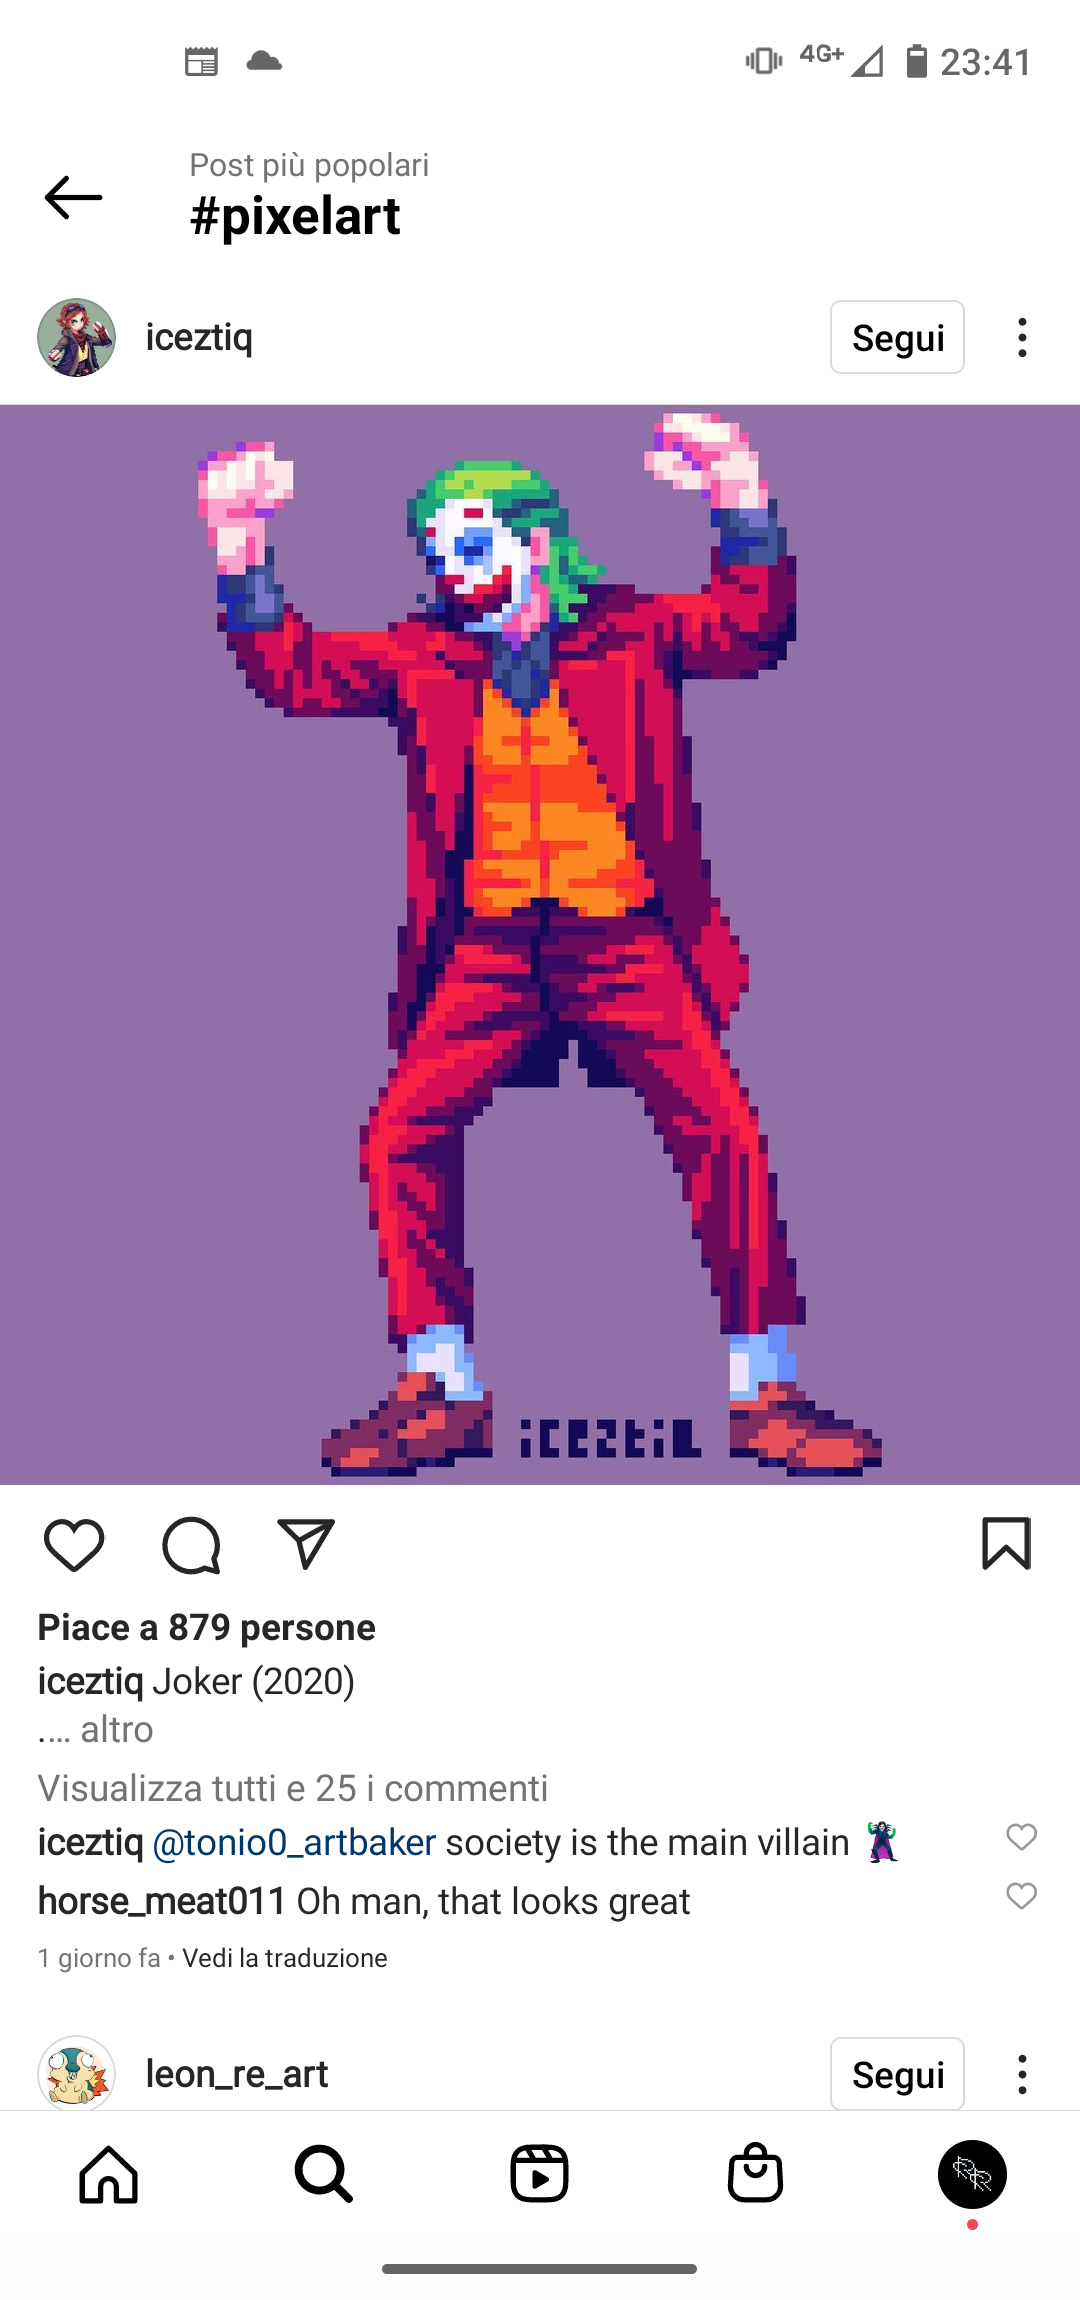 4G+ 23:41
Post più popolari
#pixelart
iceztiq
Segui
iceztiq
Piace a 879 persone
iceztiq Joker (2020)
.... altro
Visualizza tutti e 25 i commenti
iceztiq @tonio0_artbaker society is the main villain 🦹
horse_meat011 Oh man, that looks great
1 giorno fa • Vedi la traduzione
leon_re_art
Segui